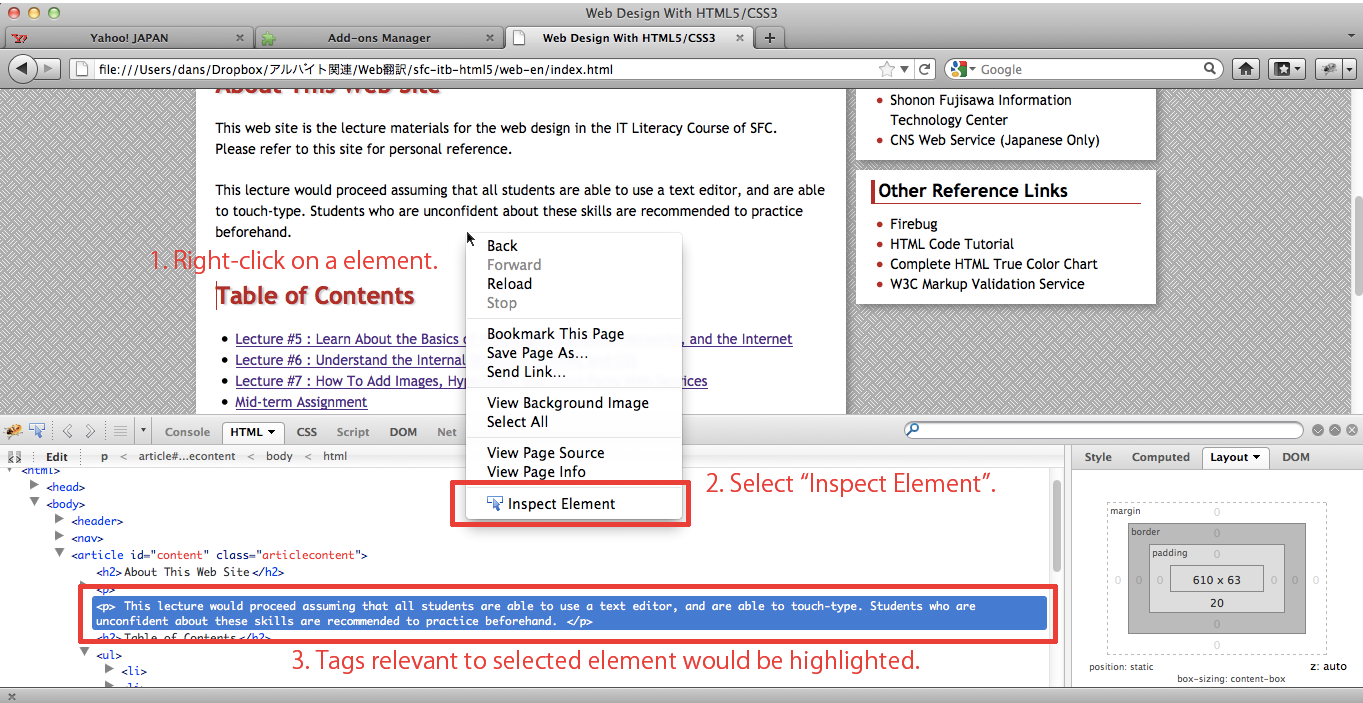 Web Design With HTML5/CSS3
Yahoo! JAPAN
Add-ons Manager
Web Design With HTML5/CSS3
file:///Users/dans/Dropbox/アルバイト関連/Web翻訳/sfc-itb-html5/web-en/index.html
Google
About This Web Site
This web site is the lecture materials for the web design in the IT Literacy Course of SFC.
Please refer to this site for personal reference.
This lecture would proceed assuming that all students are able to use a text editor, and are able
to touch-type. Students who are unconfident about these skills are recommended to practice
beforehand.
1. Right-click on a element.
Table of Contents
Lecture #5 : Learn About the Basics , and the Internet
Lecture #6 : Understand the Internal
Lecture #7 : How To Add Images,
Mid-term Assignment
Shonon Fujisawa Information
Technology Center
CNS Web Service (Japanese Only)
Other Reference Links
Firebug
HTML Code Tutorial
Complete HTML True Color Chart
W3C Markup Validation Service
Back
Forward
Reload
Stop
Bookmark This Page
Save Page As...
Send Link...
View Background Image
Select All
View Page Source
View Page Info
Inspect Element
2. Select “Inspect Element”.
Console HTML CSS Script DOM Net
Edit p < article#...econtent < body < html
<html>
<head>
<body>
<header>
<nav>
<article id="content" class="articlecontent">
<h2>About This Web Site</h2>
<p>
<p> This lecture would proceed assuming that all students are able to use a text editor, and are able to touch-type. Students who are
unconfident about these skills are recommended to practice beforehand. </p>
<h2>Table of Contents</h2>
<ul>
<li>
<li>
3. Tags relevant to selected element would be highlighted.
Style Computed Layout DOM
margin 0
border 0
padding 0
0 0 0 610 x 63 0 0 0
20
0
0
position: static z: auto
box-sizing: content-box